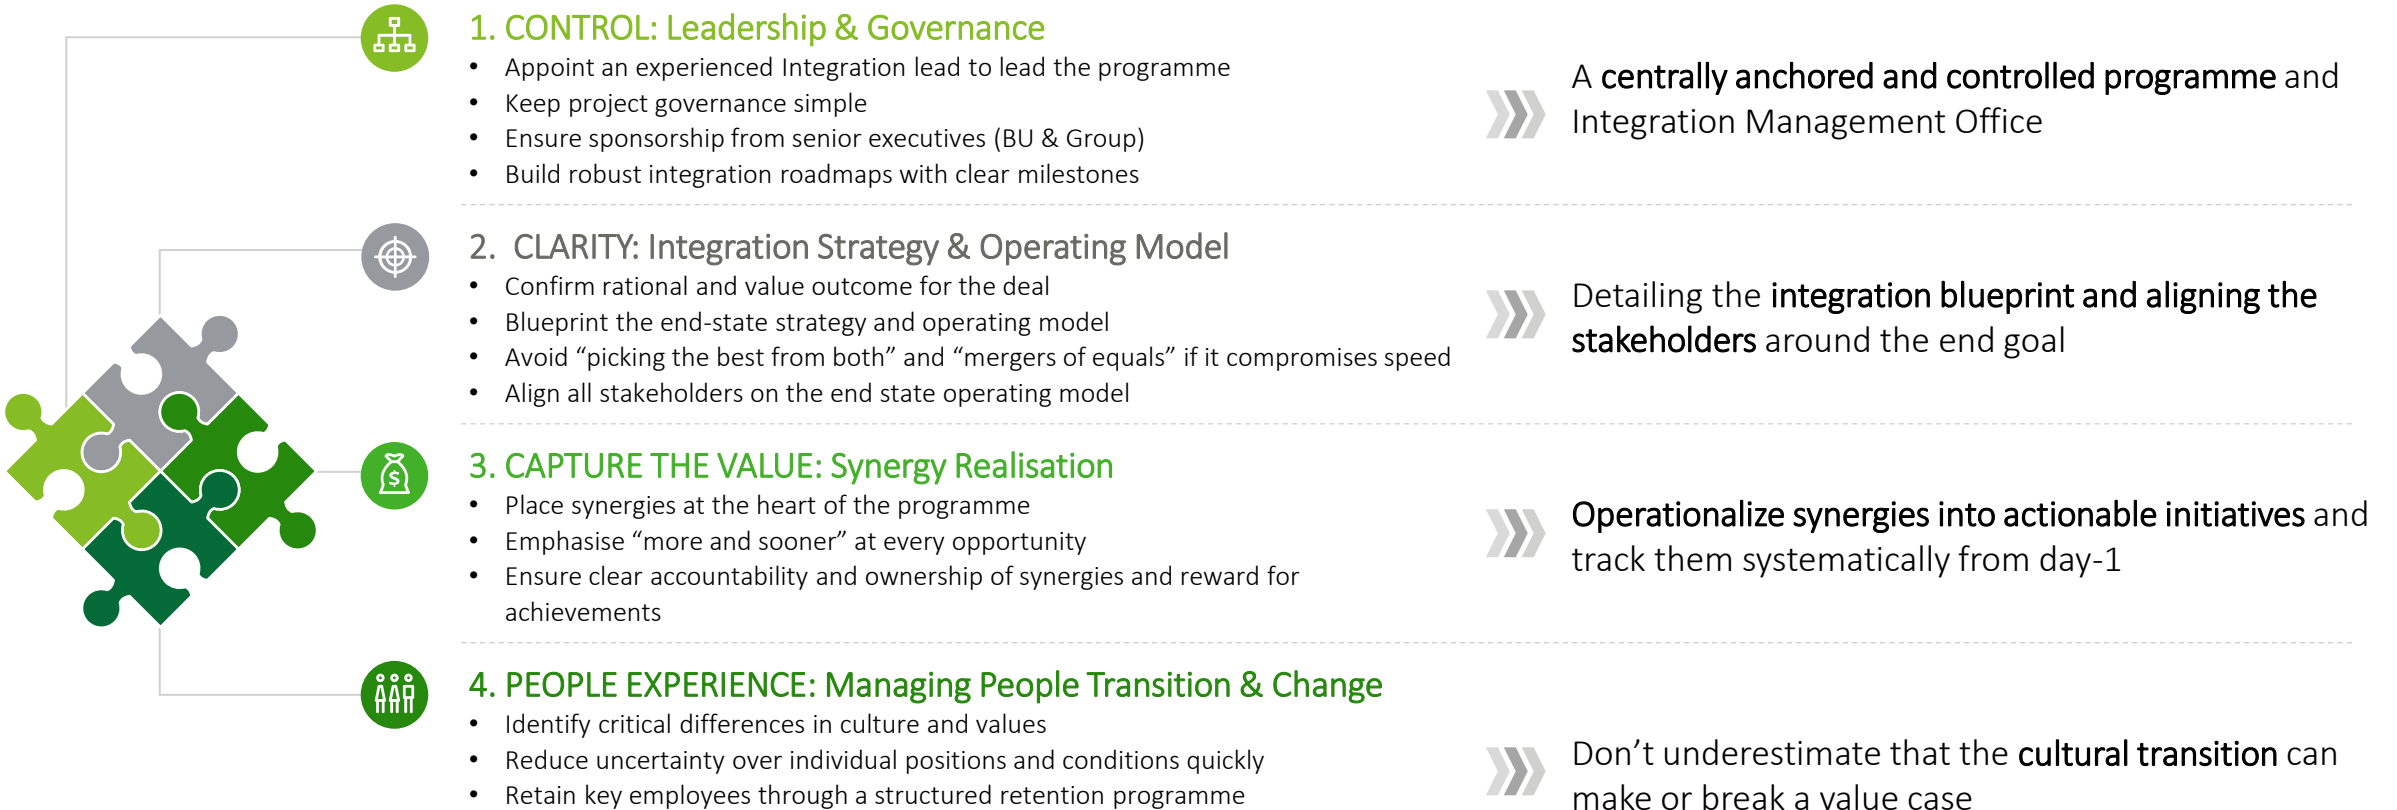 1. CONTROL: Leadership & Governance
• Appoint an experienced Integration lead to lead the programme
• Keep project governance simple
• Ensure sponsorship from senior executives (BU & Group)
• Build robust integration roadmaps with clear milestones
A centrally anchored and controlled programme and
Integration Management Office
2. CLARITY: Integration Strategy & Operating Model
• Confirm rational and value outcome for the deal
• Blueprint the end-state strategy and operating model
• Avoid “picking the best from both” and “mergers of equals” if it compromises speed
• Align all stakeholders on the end state operating model
Detailing the integration blueprint and aligning the
stakeholders around the end goal
3. CAPTURE THE VALUE: Synergy Realisation
• Place synergies at the heart of the programme
• Emphasise “more and sooner” at every opportunity
• Ensure clear accountability and ownership of synergies and reward for
achievements
Operationalize synergies into actionable initiatives and
track them systematically from day-1
4. PEOPLE EXPERIENCE: Managing People Transition & Change
• Identify critical differences in culture and values
• Reduce uncertainty over individual positions and conditions quickly
• Retain key employees through a structured retention programme
Don’t underestimate that the cultural transition can
make or break a value case